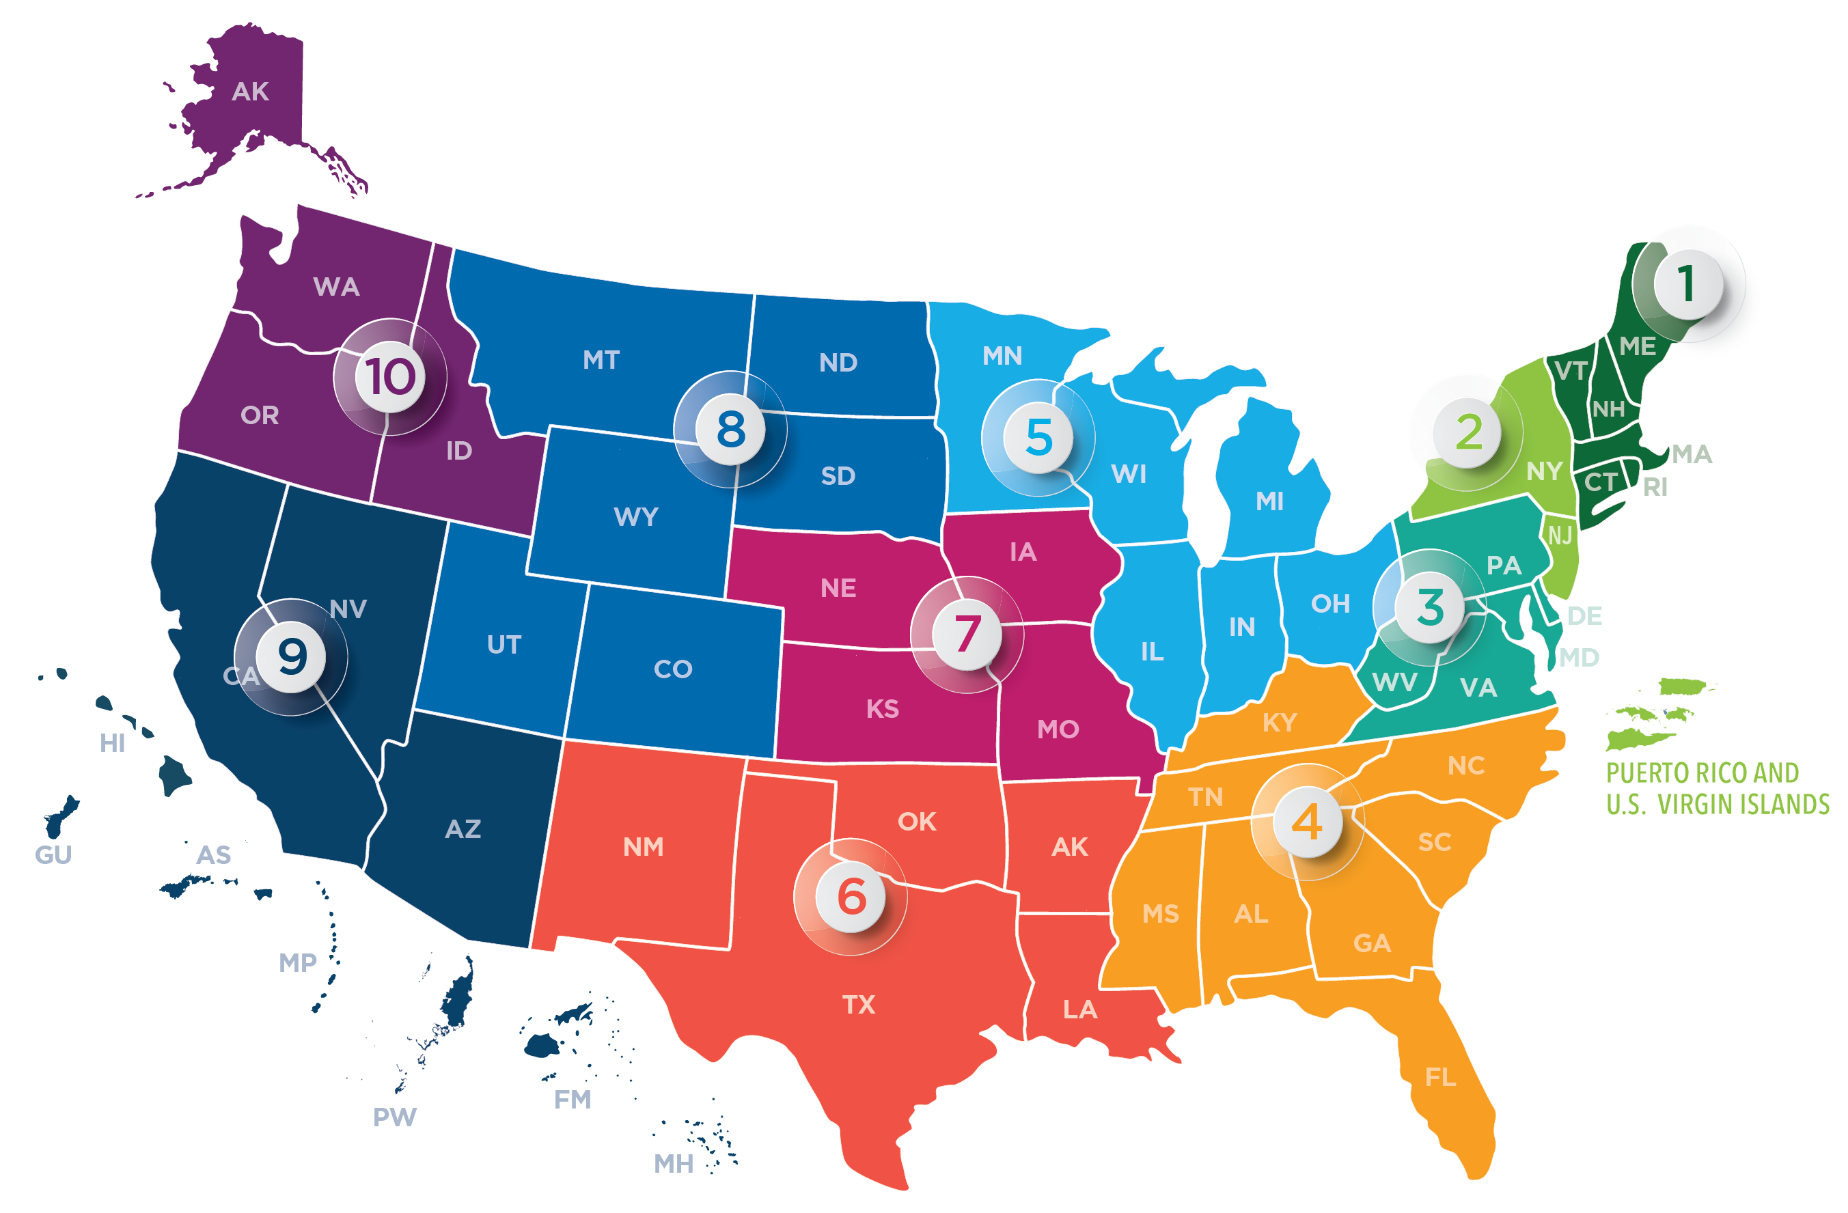 AK
1
WA
ME
MT
ND
MN
VT
10
NH
OR
8
2
5
ID
MA
NY
WI
SD
CT
RI
MI
WY
NJ
IA
PA
NE
OH
3
DE
NV
IN
7
UT
IL
MD
9
CO
CA
WV
VA
KS
KY
MO
HI
NC
PUERTO RICO AND
U.S. VIRGIN ISLANDS
TN
OK
4
AZ
SC
NM
AK
GU
AS
6
MS
AL
GA
MP
TX
LA
FL
FM
PW
MH